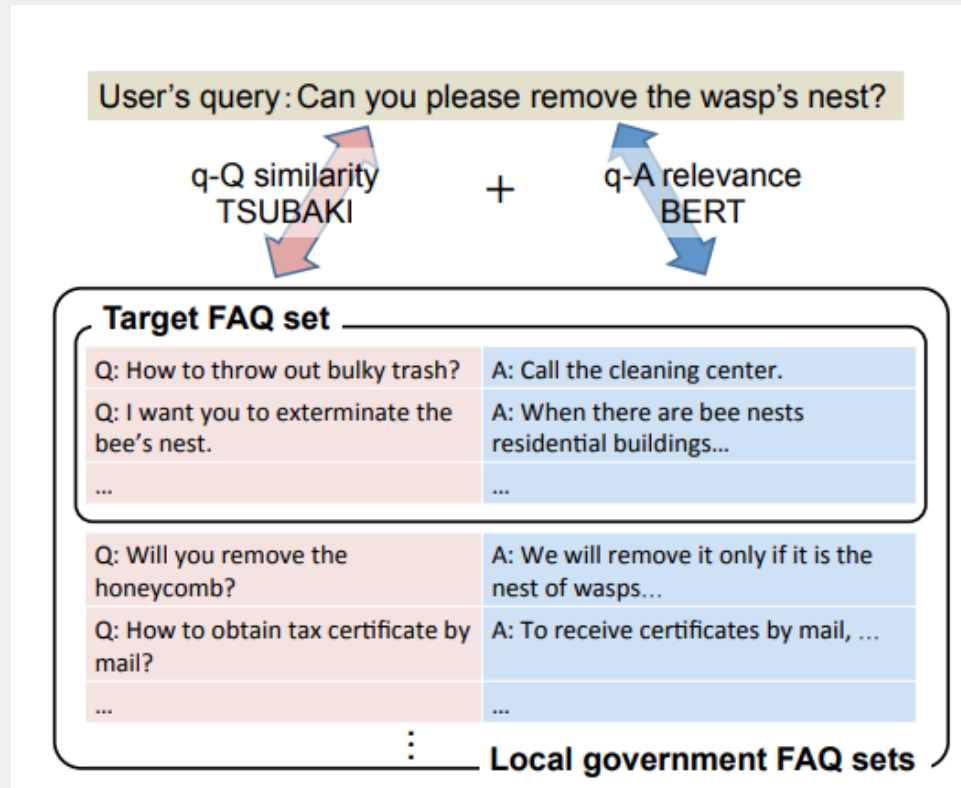 User's query: Can you please remove the wasp's nest?
q-Q similarity
TSUBAKI
+
q-A relevance
BERT
Target FAQ set
Q: How to throw out bulky trash?
A: Call the cleaning center.
Q: I want you to exterminate the
bee's nest.
A: When there are bee nests
residential buildings...
...
...
Q: Will you remove the
honeycomb?
A: We will remove it only if it is the
nest of wasps...
Q: How to obtain tax certificate by
mail?
A: To receive certificates by mail, ...
...
...
⋮
Local government FAQ sets